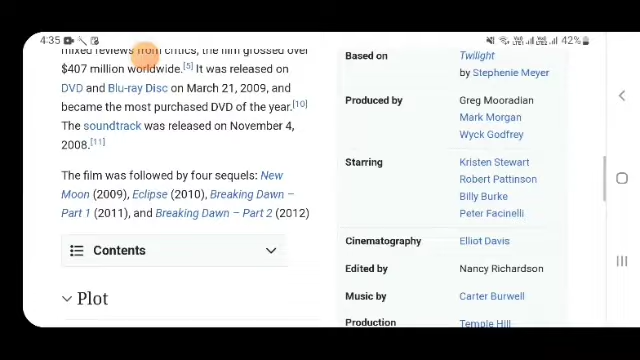 4:35
42%
mixed reviews from critics, the film grossed over
$407 million worldwide.[5] It was released on
DVD and Blu-ray Disc on March 21, 2009, and
became the most purchased DVD of the year.[10]
The soundtrack was released on November 4,
2008.[11]
The film was followed by four sequels: New
Moon (2009), Eclipse (2010), Breaking Dawn –
Part 1 (2011), and Breaking Dawn – Part 2 (2012)
Contents
Plot
Based on Twilight
by Stephenie Meyer
Produced by Greg Mooradian
Mark Morgan
Wyck Godfrey
Starring Kristen Stewart
Robert Pattinson
Billy Burke
Peter Facinelli
Cinematography Elliot Davis
Edited by Nancy Richardson
Music by Carter Burwell
Production Temple Hill